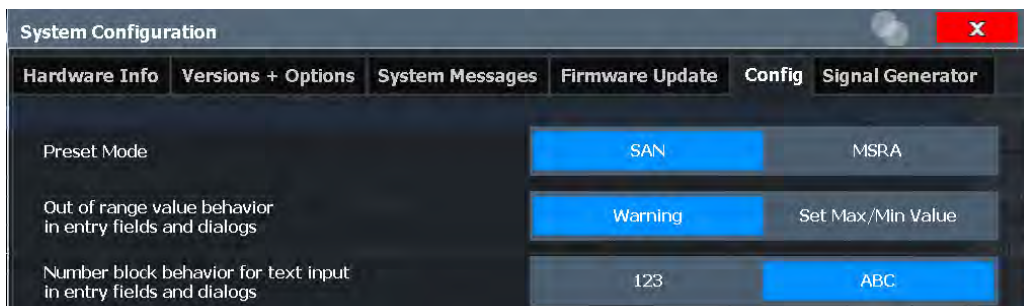 System Configuration
X
Hardware Info Versions + Options System Messages Firmware Update Config Signal Generator
Preset Mode SAN MSRA
Out of range value behavior
in entry fields and dialogs
Warning Set Max/Min Value
Number block behavior for text input
in entry fields and dialogs
123 ABC